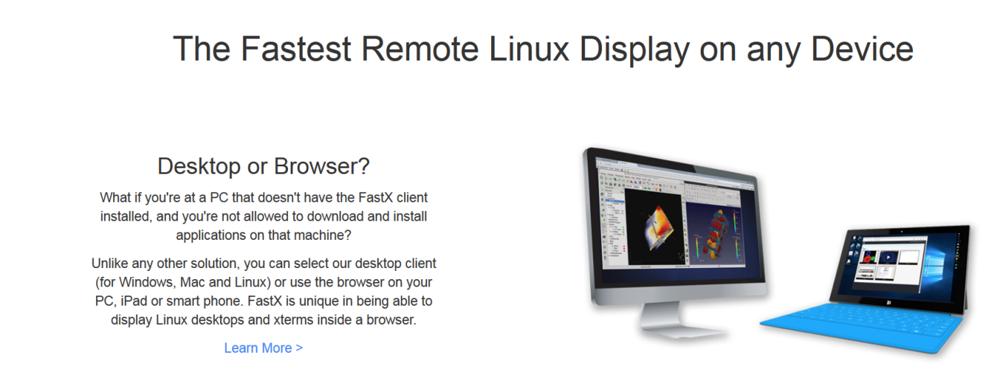 The Fastest Remote Linux Display on any Device
Desktop or Browser?
What if you're at a PC that doesn't have the FastX client
installed, and you're not allowed to download and install
applications on that machine?
Unlike any other solution, you can select our desktop client
(for Windows, Mac and Linux) or use the browser on your
PC, iPad or smart phone. FastX is unique in being able to
display Linux desktops and xterms inside a browser.
Learn More >